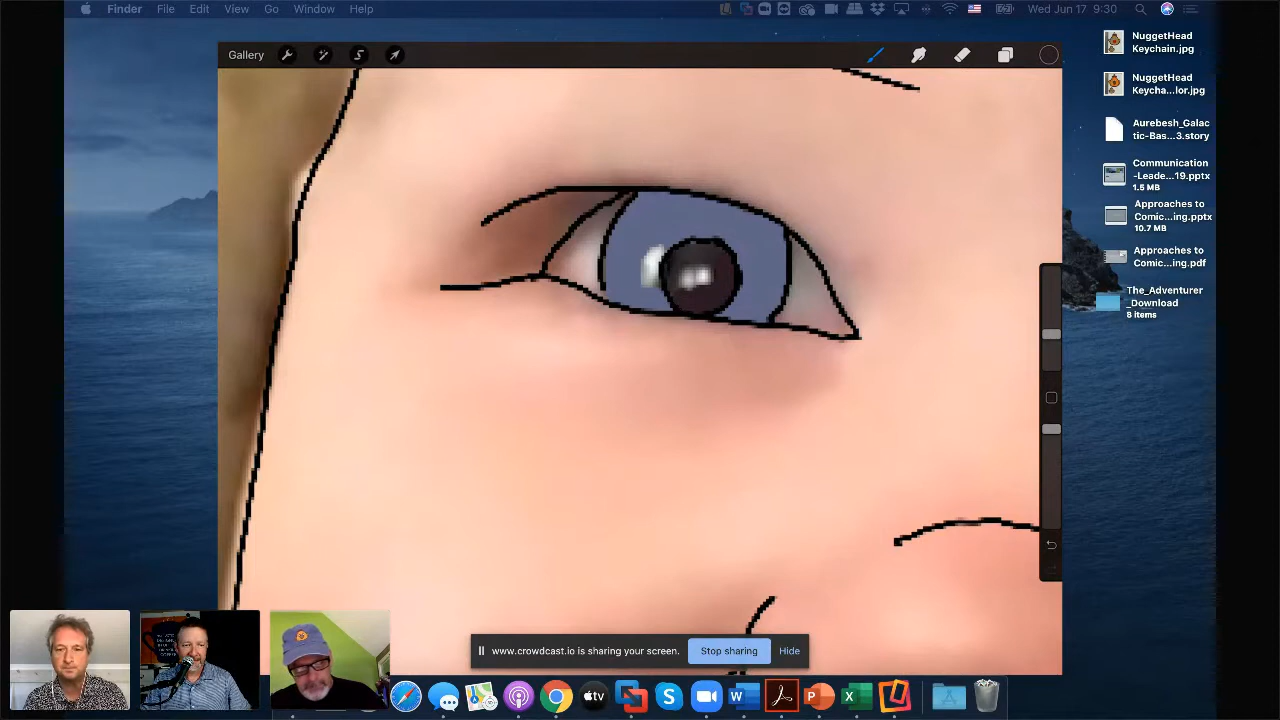 Finder File Edit View Go Window Help Wed Jun 17 9:30
Gallery
NuggetHead
Keychain.jpg
NuggetHead
Keycha...lor.jpg
Aurebesh_Galac
tic-Bas...3.story
Communication
-Leade...19.pptx
1.5 MB
Approaches to
Comic...ing.pptx
10.7 MB
Approaches to
Comic...ing.pdf
The_Adventurer
_Download
8 items
www.crowdcast.io is sharing your screen. Stop sharing Hide
tv W P X